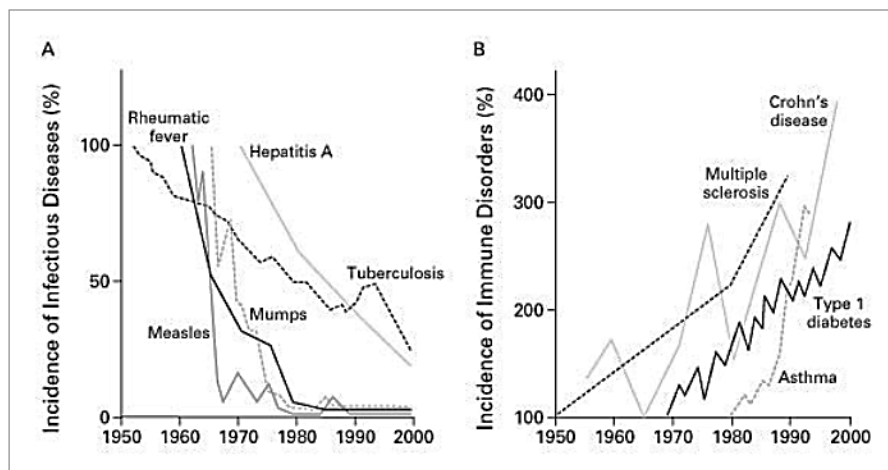 A
Incidence of Infectious Diseases (%)
100
50
0
Rheumatic
fever
Hepatitis A
Tuberculosis
Mumps
Measles
1950 1960 1970 1980 1990 2000
B
Incidence of Immune Disorders (%)
400
300
200
100
Crohn's
disease
Multiple
sclerosis
Type 1
diabetes
Asthma
1950 1960 1970 1980 1990 2000